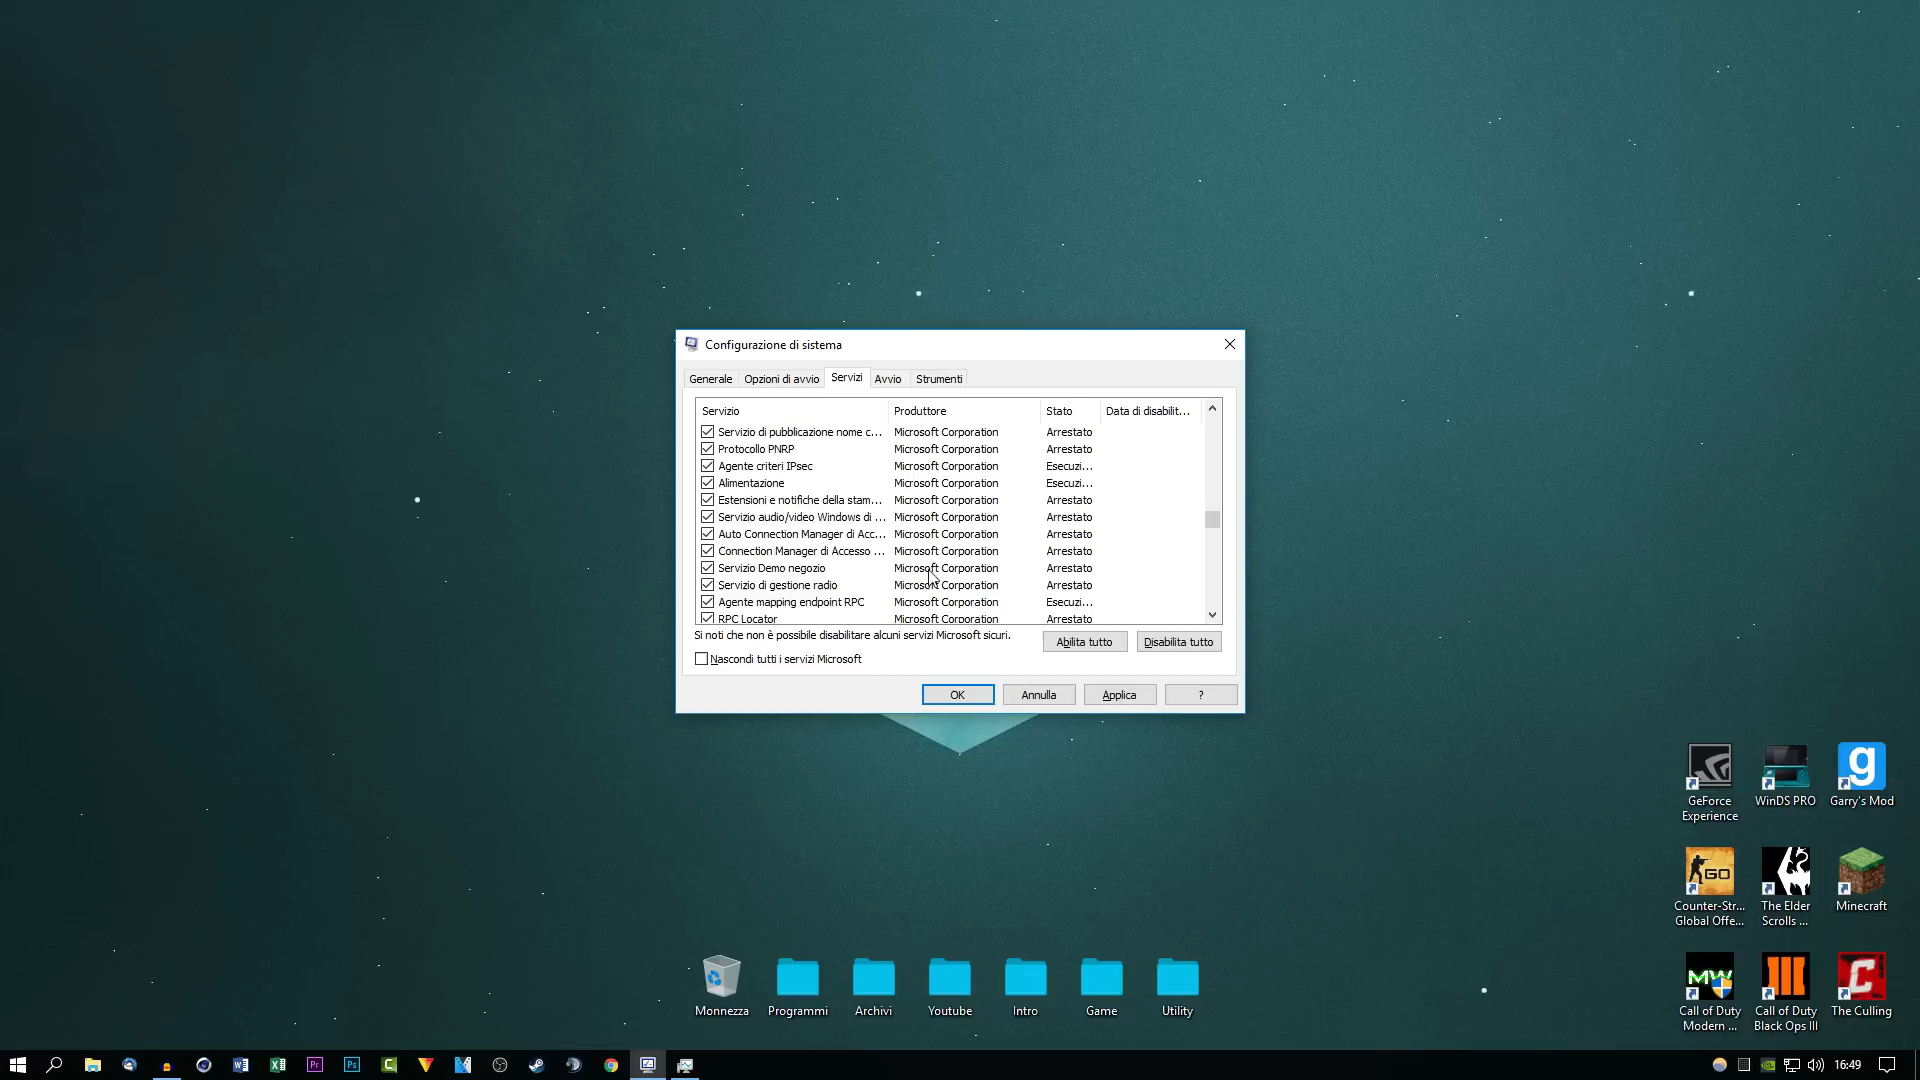 Configurazione di sistema
Generale Opzioni di avvio Servizi Avvio Strumenti
Servizio Produttore Stato Data di disabilit...
Servizio di pubblicazione nome c... Microsoft Corporation Arrestato
Protocollo PNRP Microsoft Corporation Arrestato
Agente criteri IPsec Microsoft Corporation Esecuzi...
Alimentazione Microsoft Corporation Esecuzi...
Estensioni e notifiche della stam... Microsoft Corporation Arrestato
Servizio audio/video Windows di ... Microsoft Corporation Arrestato
Auto Connection Manager di Acc... Microsoft Corporation Arrestato
Connection Manager di Accesso ... Microsoft Corporation Arrestato
Servizio Demo negozio Microsoft Corporation Arrestato
Servizio di gestione radio Microsoft Corporation Arrestato
Agente mapping endpoint RPC Microsoft Corporation Esecuzi...
RPC Locator Microsoft Corporation Arrestato
Si noti che non è possibile disabilitare alcuni servizi Microsoft sicuri.
Abilita tutto Disabilita tutto
Nascondi tutti i servizi Microsoft
OK Annulla Applica ?
g
GeForce
Experience
WinDS PRO
Garry's Mod
GO
Counter-Str...
Global Offe...
The Elder
Scrolls ...
Minecraft
MW
III
C
Call of Duty
Modern ...
Call of Duty
Black Ops III
The Culling
Monnezza Programmi Archivi Youtube Intro Game Utility
Pr Ps
16:49